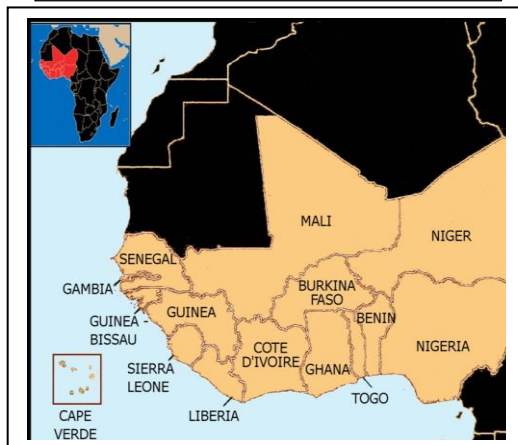 MALI
NIGER
SENEGAL
GAMBIA
BURKINA
FASO
GUINEA
BENIN
GUINEA
BISSAU
NIGERIA
COTE
D'IVOIRE
GHANA
SIERRA
LEONE
TOGO
LIBERIA
CAPE
VERDE